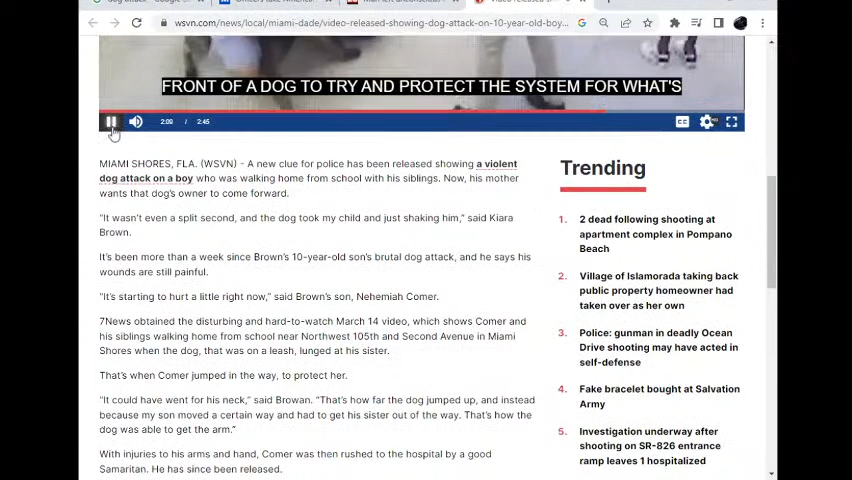 wsvn.com/news/local/miami-dade/video-released-showing-dog-attack-on-10-year-old-boy...
FRONT OF A DOG TO TRY AND PROTECT THE SYSTEM FOR WHAT'S
2:09 / 2:45
CC
MIAMI SHORES, FLA. (WSVN) - A new clue for police has been released showing a violent
dog attack on a boy who was walking home from school with his siblings. Now, his mother
wants that dog's owner to come forward.
"It wasn't even a split second, and the dog took my child and just shaking him," said Kiara
Brown.
It's been more than a week since Brown's 10-year-old son's brutal dog attack, and he says his
wounds are still painful.
"It's starting to hurt a little right now," said Brown's son, Nehemiah Comer.
7News obtained the disturbing and hard-to-watch March 14 video, which shows Comer and
his siblings walking home from school near Northwest 105th and Second Avenue in Miami
Shores when the dog, that was on a leash, lunged at his sister.
That's when Comer jumped in the way, to protect her.
"It could have went for his neck," said Browan. "That's how far the dog jumped up, and instead
because my son moved a certain way and had to get his sister out of the way. That's how the
dog was able to get the arm."
With injuries to his arms and hand, Comer was then rushed to the hospital by a good
Samaritan. He has since been released.
Trending
1. 2 dead following shooting at
apartment complex in Pompano
Beach
2. Village of Islamorada taking back
public property homeowner had
taken over as her own
3. Police: gunman in deadly Ocean
Drive shooting may have acted in
self-defense
4. Fake bracelet bought at Salvation
Army
5. Investigation underway after
shooting on SR-826 entrance
ramp leaves 1 hospitalized